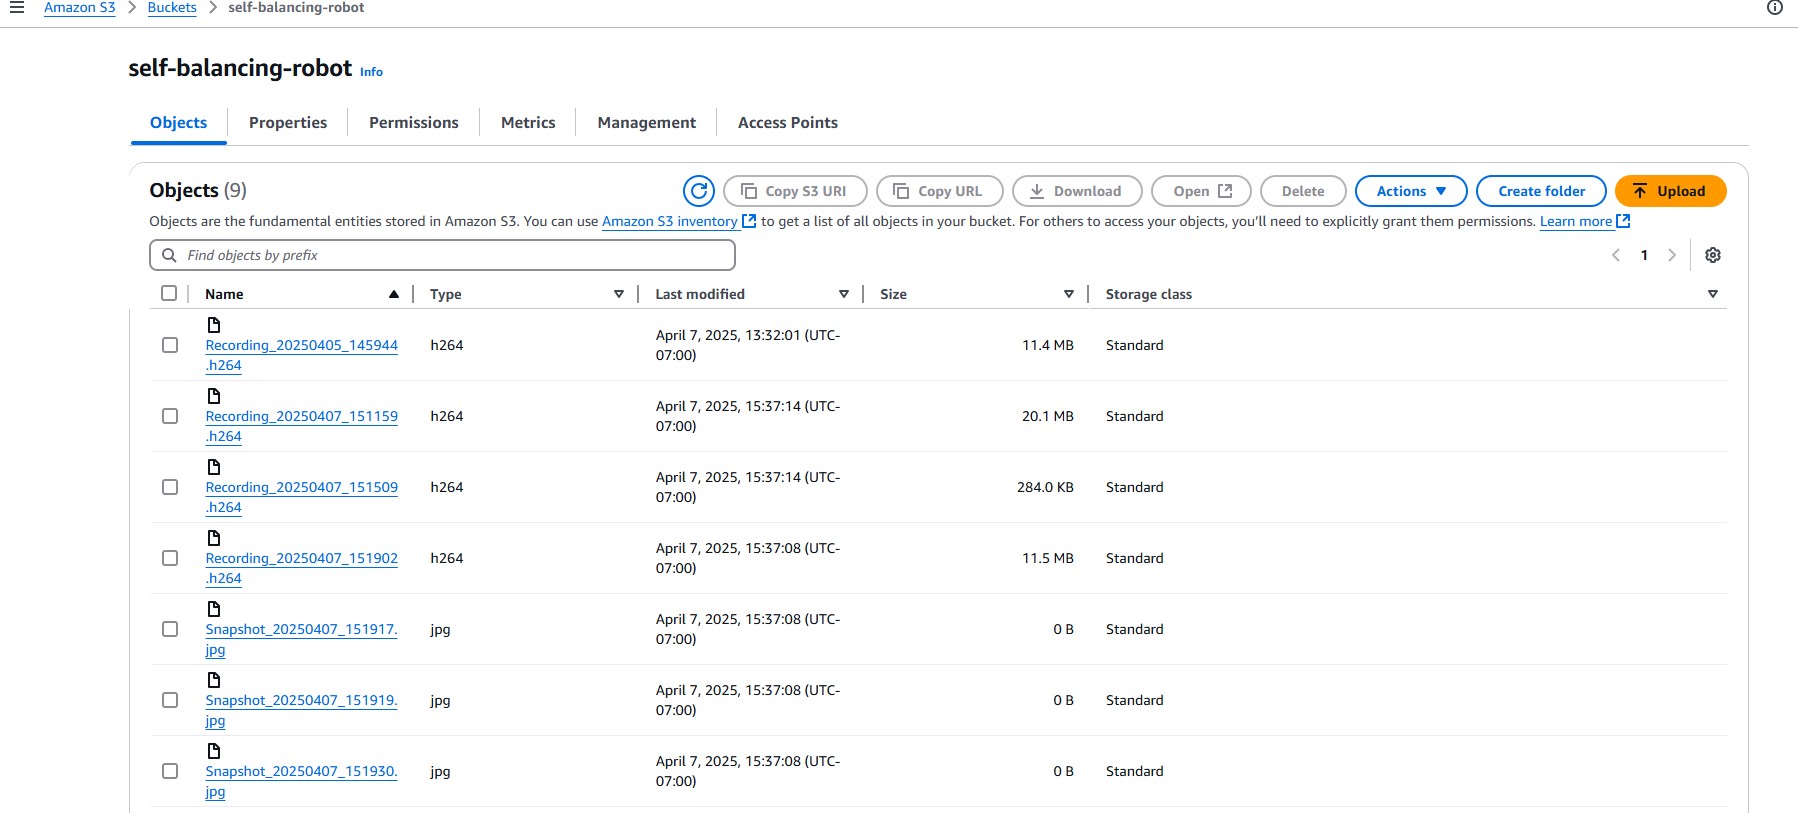 Amazon S3 > Buckets > self-balancing-robot
self-balancing-robot Info
Objects Properties Permissions Metrics Management Access Points
Objects (9) Copy S3 URI Copy URL Download Open Delete Actions Create folder Upload
Objects are the fundamental entities stored in Amazon S3. You can use Amazon S3 inventory to get a list of all objects in your bucket. For others to access your objects, you'll need to explicitly grant them permissions. Learn more
Find objects by prefix 1
Name Type Last modified Size Storage class
Recording_20250405_145944
.h264
h264
April 7, 2025, 13:32:01 (UTC-
07:00)
11.4 MB
Standard
Recording_20250407_151159
.h264
h264
April 7, 2025, 15:37:14 (UTC-
07:00)
20.1 MB
Standard
Recording_20250407_151509
.h264
h264
April 7, 2025, 15:37:14 (UTC-
07:00)
284.0 KB
Standard
Recording_20250407_151902
.h264
h264
April 7, 2025, 15:37:08 (UTC-
07:00)
11.5 MB
Standard
Snapshot_20250407_151917.
jpg
jpg
April 7, 2025, 15:37:08 (UTC-
07:00)
0 B
Standard
Snapshot_20250407_151919.
jpg
jpg
April 7, 2025, 15:37:08 (UTC-
07:00)
0 B
Standard
Snapshot_20250407_151930.
jpg
jpg
April 7, 2025, 15:37:08 (UTC-
07:00)
0 B
Standard